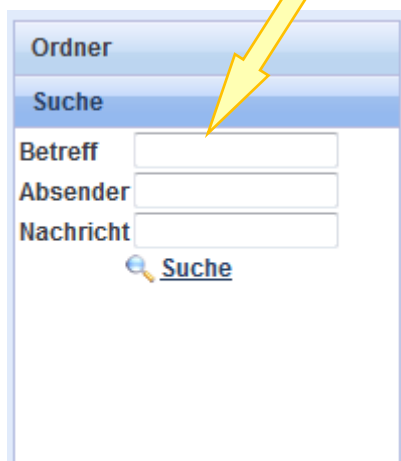 Ordner
Suche
Betreff
Absender
Nachricht
Suche